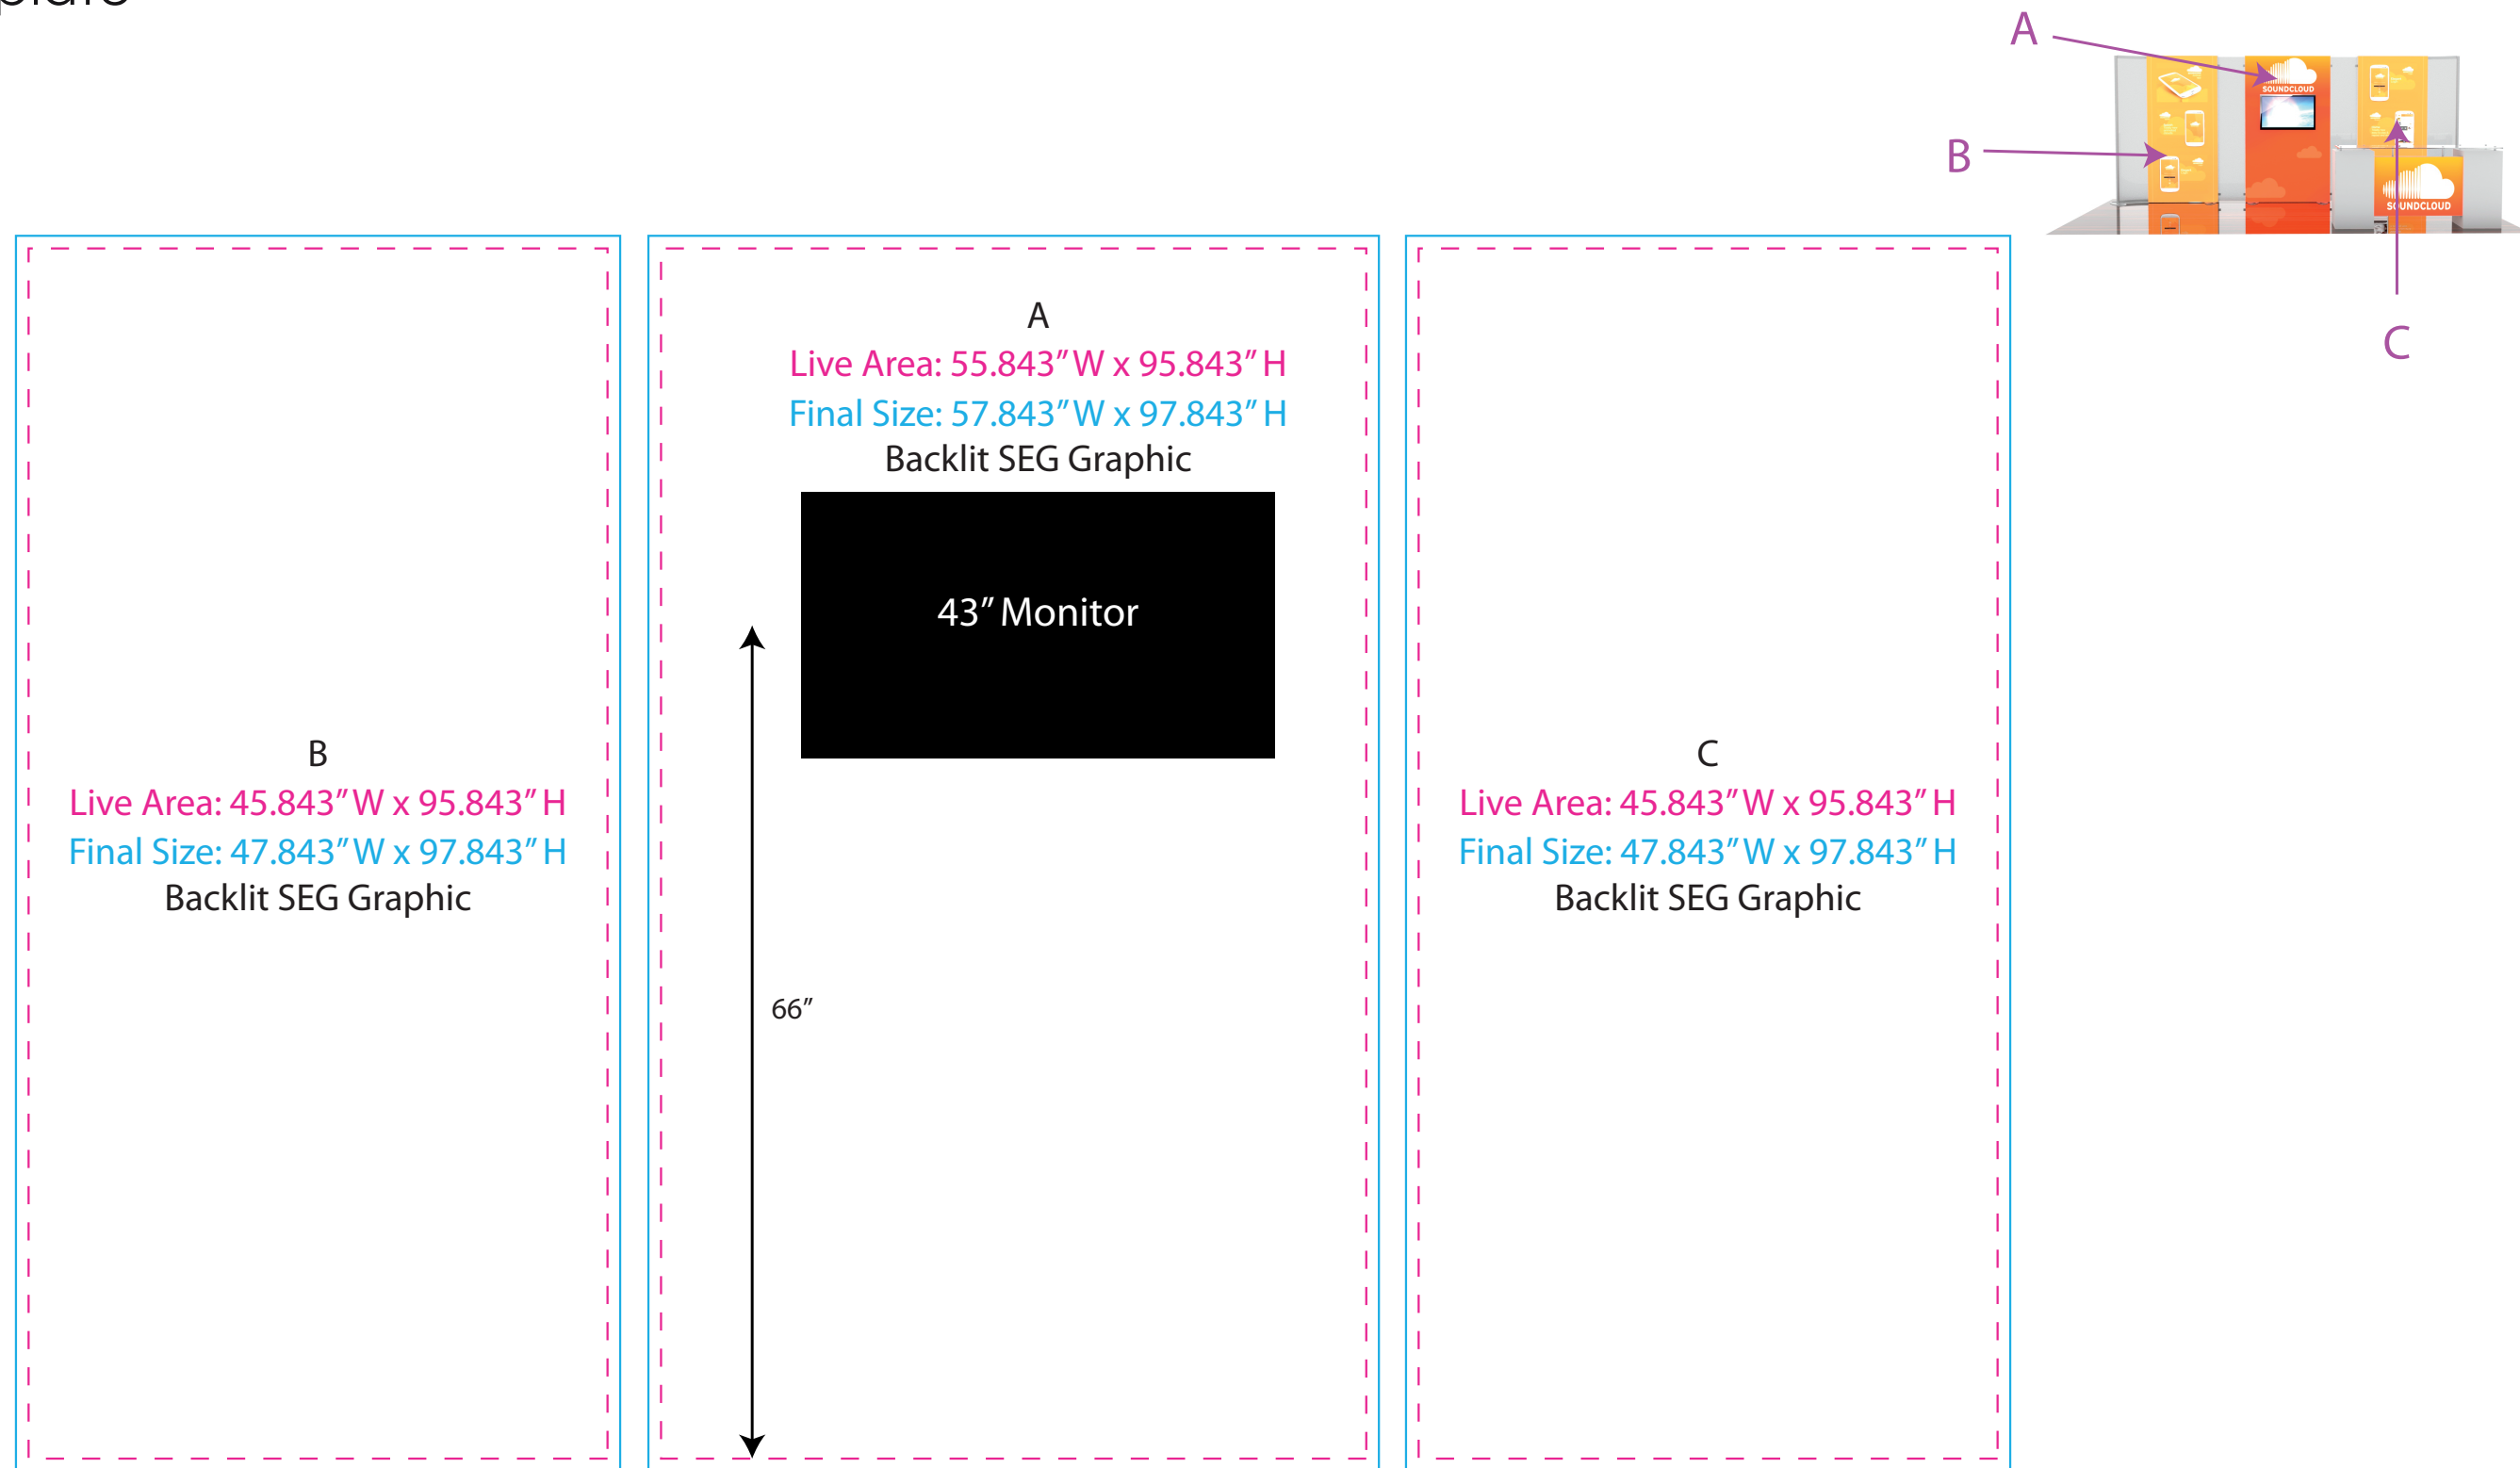 A
B
C
SOUNDCLOUD
SOUNDCLOUD
B
Live Area: 45.843” W x 95.843” H
Final Size: 47.843” W x 97.843” H
Backlit SEG Graphic
A
Live Area: 55.843” W x 95.843” H
Final Size: 57.843” W x 97.843” H
Backlit SEG Graphic
43” Monitor
66”
C
Live Area: 45.843” W x 95.843” H
Final Size: 47.843” W x 97.843” H
Backlit SEG Graphic